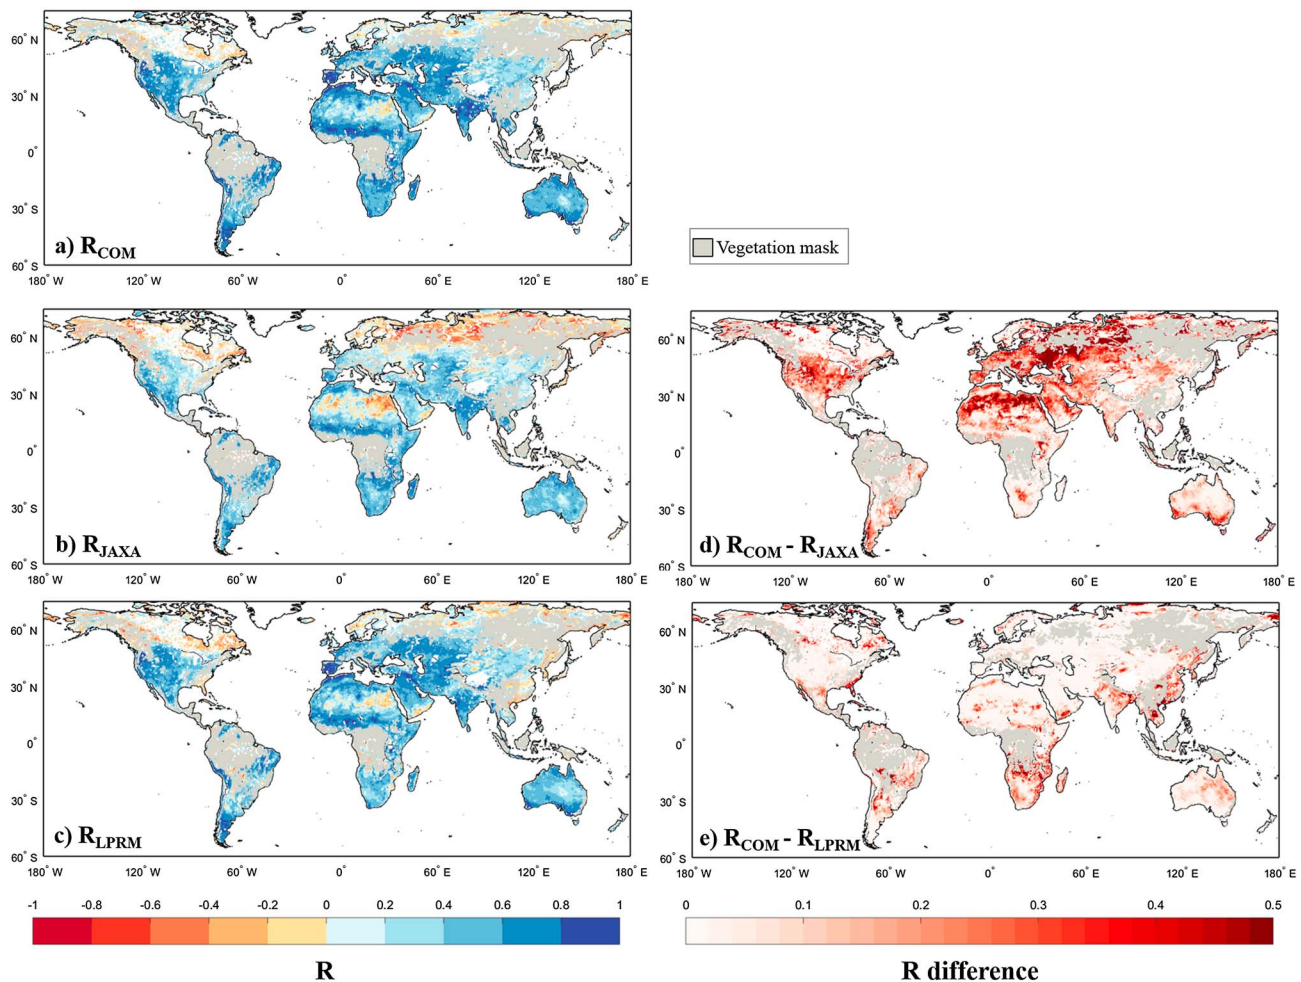 60° N
30° N
0°
30° S
60° S
a) RCOM
180° W
120° W
60° W
0°
60° E
120° E
180° E
Vegetation mask
60° N
30° N
0°
30° S
60° S
b) RJAXA
180° W
120° W
60° W
0°
60° E
120° E
180° E
60° N
30° N
0°
30° S
60° S
d) RCOM - RJAXA
180° W
120° W
60° W
0°
60° E
120° E
180° E
60° N
30° N
0°
30° S
60° S
c) RLPRM
180° W
120° W
60° W
0°
60° E
120° E
180° E
60° N
30° N
0°
30° S
60° S
e) RCOM - RLPRM
180° W
120° W
60° W
0°
60° E
120° E
180° E
-1 -0.8 -0.6 -0.4 -0.2 0 0.2 0.4 0.6 0.8 1
R
0 0.1 0.2 0.3 0.4 0.5
R difference